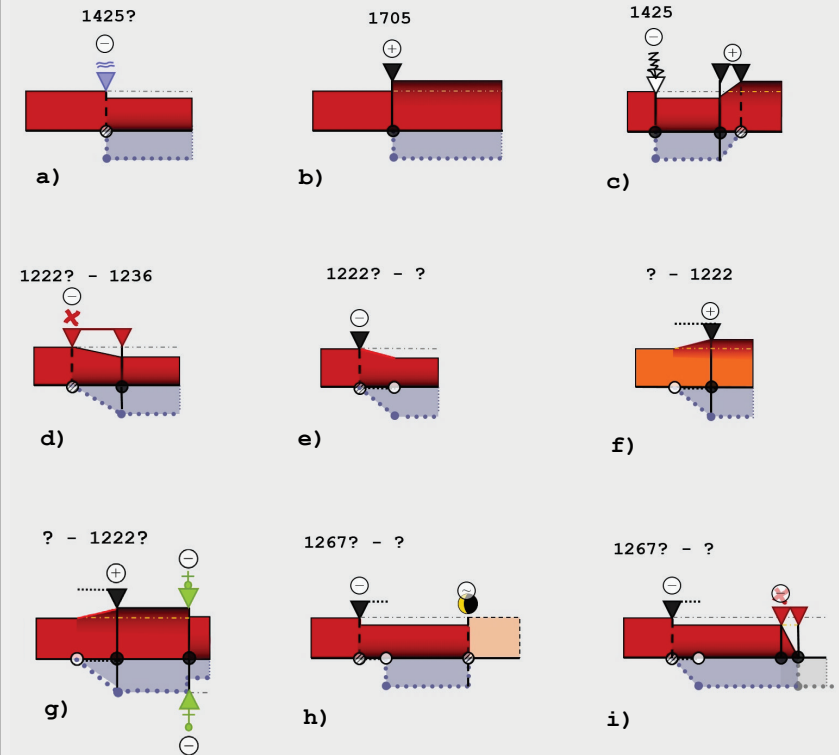 1425?
1705
1425
a)
b)
c)
1222? - 1236
1222? - ?
? - 1222
d)
e)
f)
? - 1222?
1267? - ?
1267? - ?
g)
h)
i)